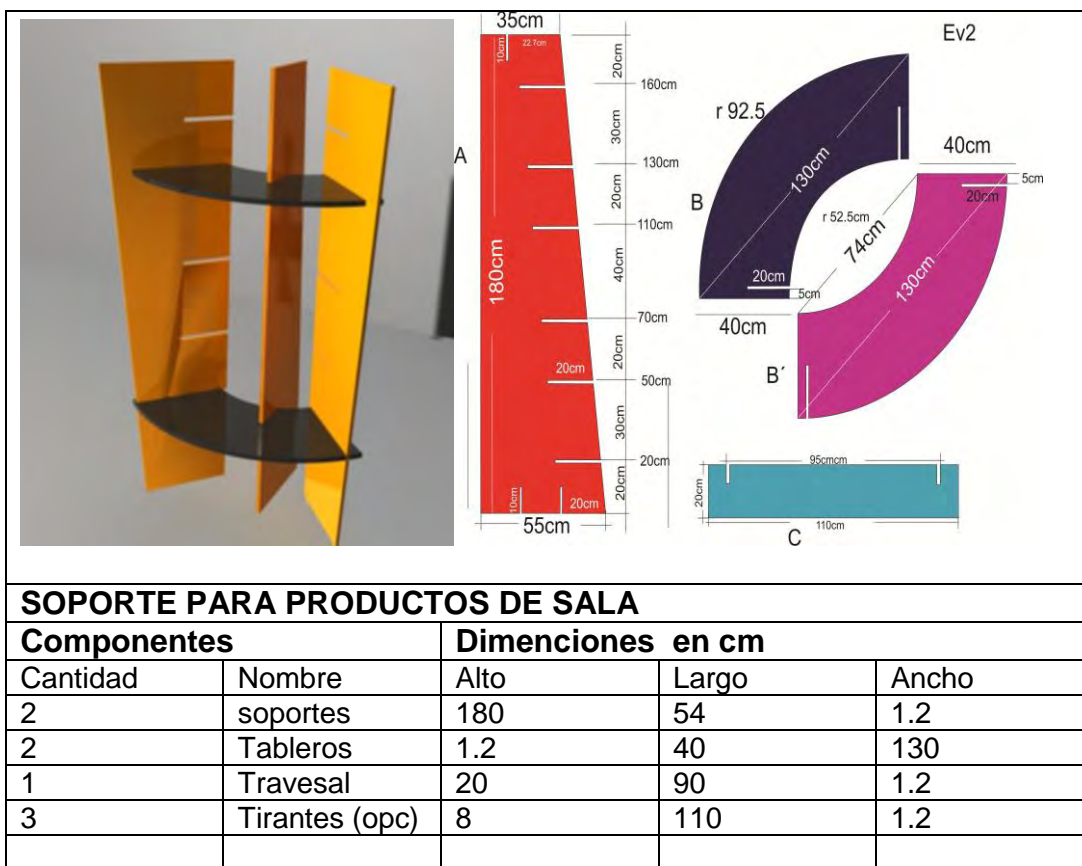 35cm
10cm
22.7cm
20cm
160cm
30cm
130cm
20cm
110cm
40cm
70cm
20cm
50cm
30cm
20cm
20cm
A
180cm
20cm
10cm
20cm
55cm
Ev2
r 92.5
130cm
B
r 52.5cm
74cm
20cm
5cm
40cm
40cm
5cm
20cm
130cm
B´
95cmcm
20cm
110cm
C
SOPORTE PARA PRODUCTOS DE SALA
Componentes Dimenciones en cm
Cantidad Nombre Alto Largo Ancho
2 soportes 180 54 1.2
2 Tableros 1.2 40 130
1 Travesal 20 90 1.2
3 Tirantes (opc) 8 110 1.2